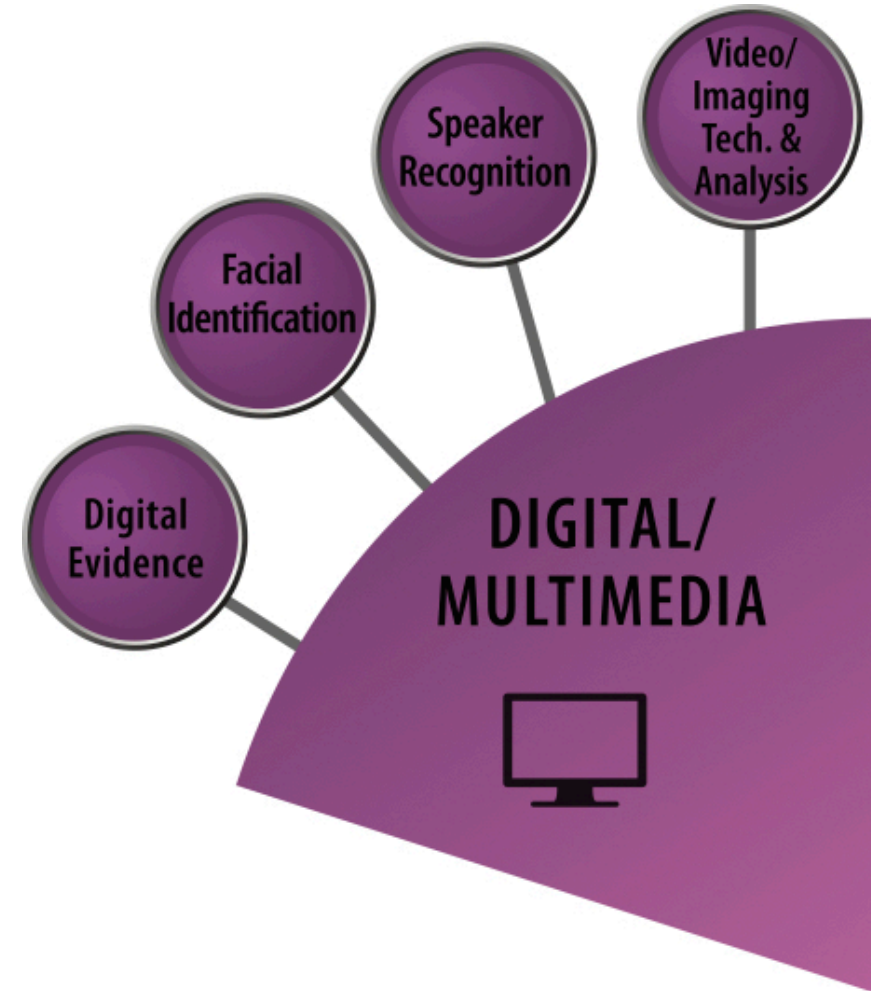 Video/
Imaging
Tech. &
Analysis
Speaker
Recognition
Facial
Identification
Digital
Evidence
DIGITAL/
MULTIMEDIA